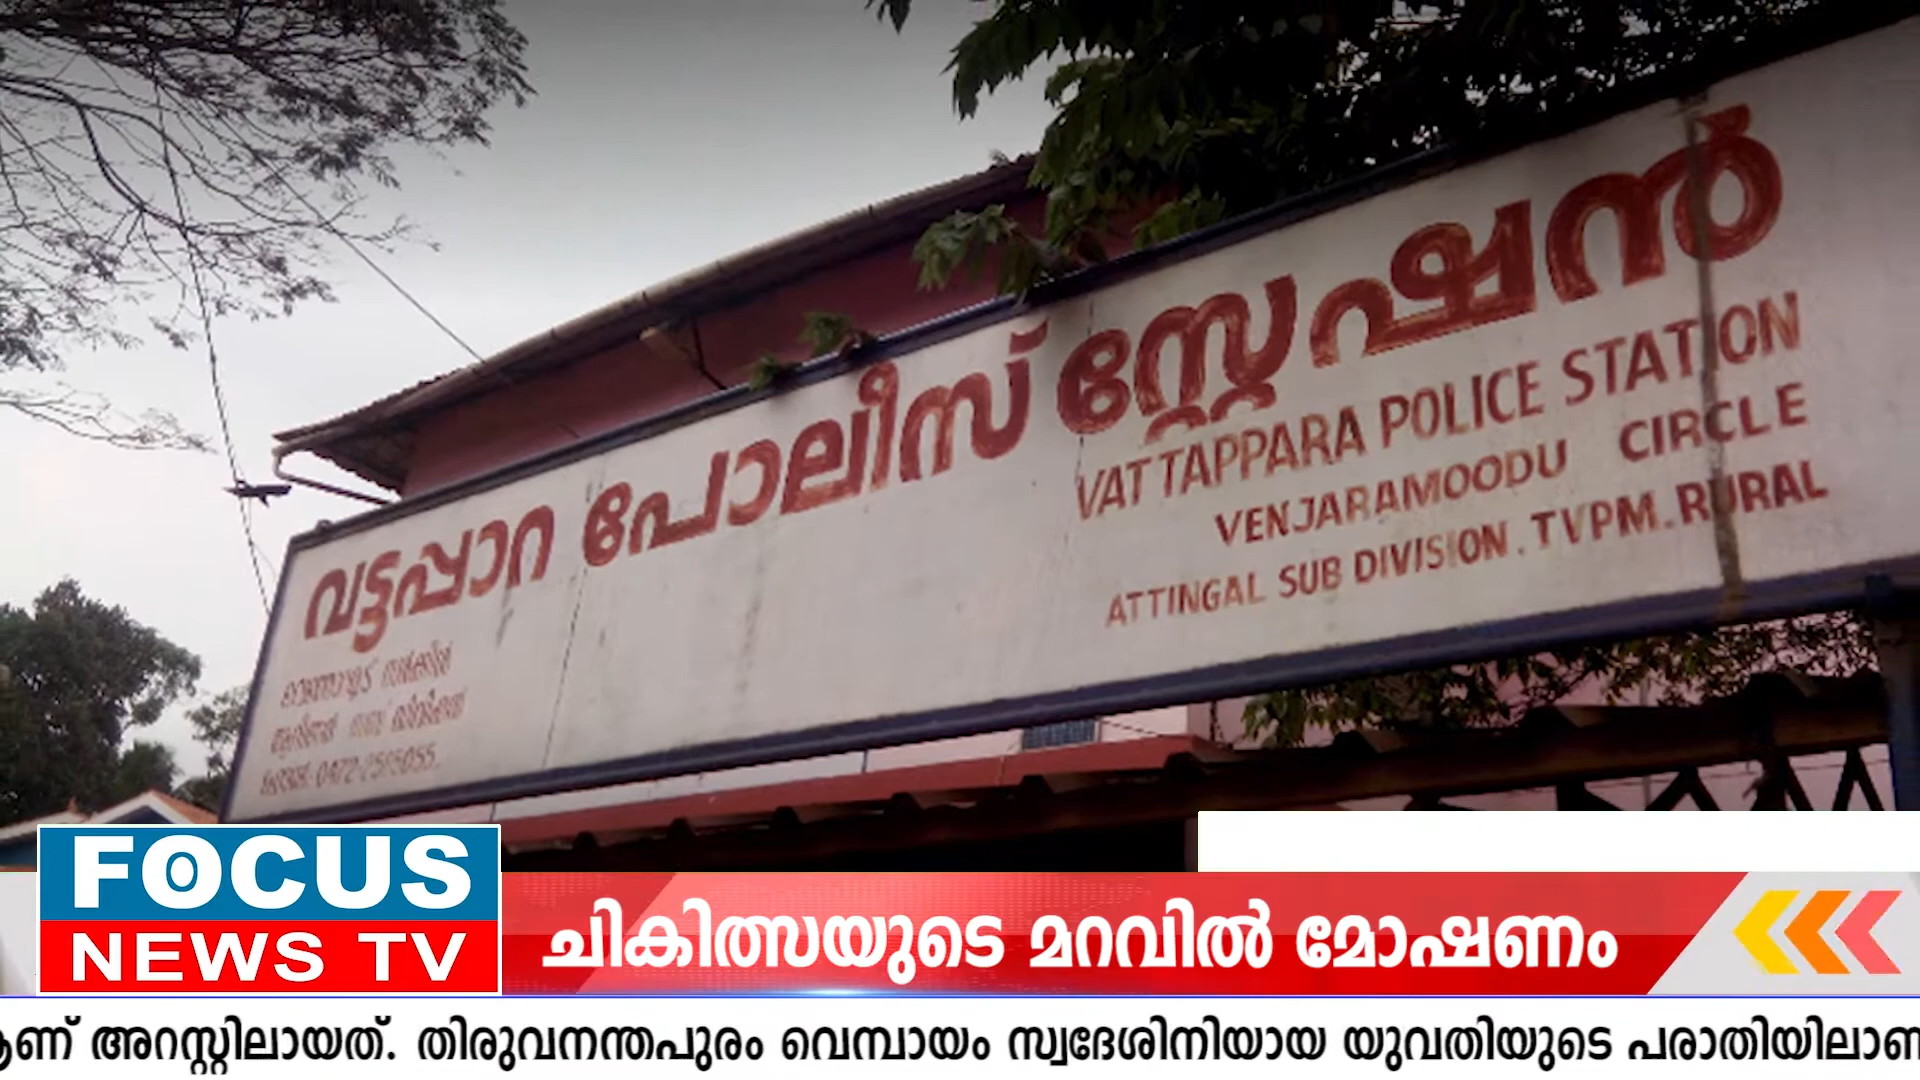 വട്ടപ്പാറ പോലീസ് സ്റ്റേഷൻ
VATTAPPARA POLICE STATION
VENJARAMOODU CIRCLE
ATTINGAL SUB DIVISION. TVPM. RURAL
FOCUS
NEWS TV
ചികിത്സയുടെ മറവിൽ മോഷണം
അറസ്റ്റിലായത്. തിരുവനന്തപുരം വെമ്പായം സ്വദേശിനിയായ യുവതിയുടെ